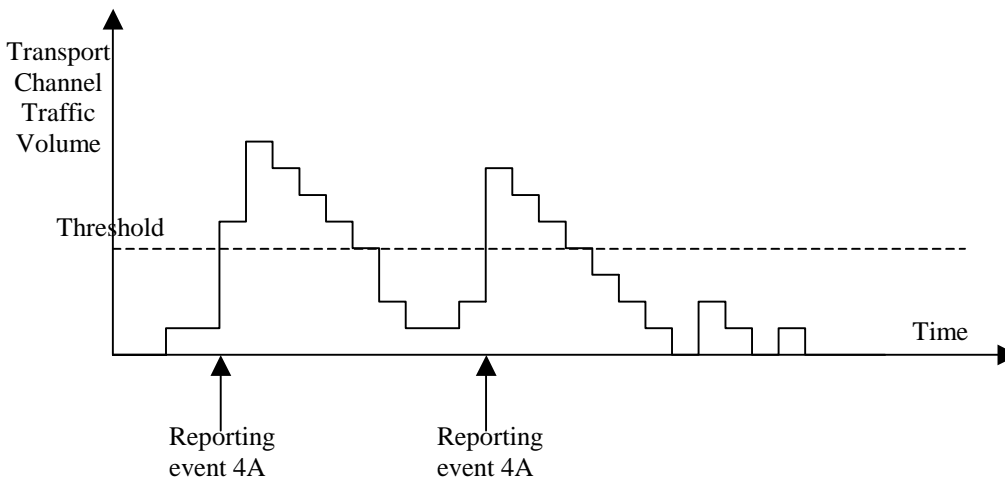 Transport
Channel
Traffic
Volume
Threshold
Time
Reporting
event 4A
Reporting
event 4A